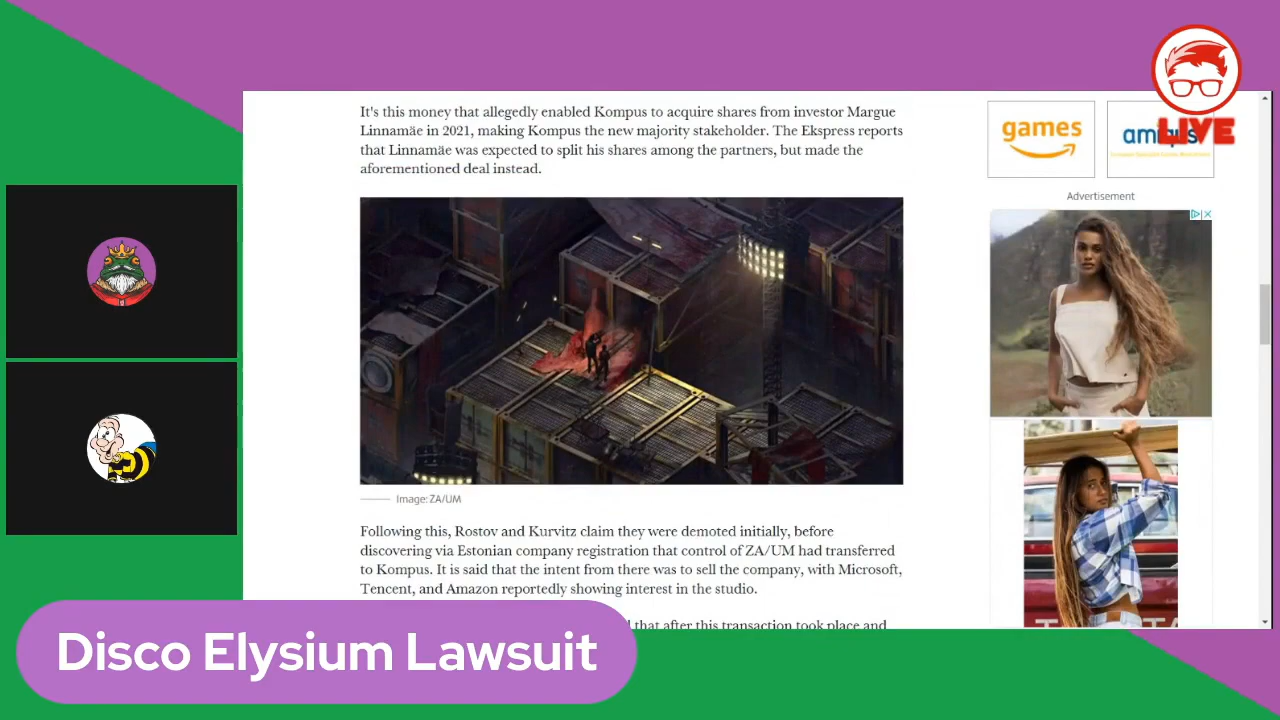 It's this money that allegedly enabled Kompus to acquire shares from investor Margue
Linnamäe in 2021, making Kompus the new majority stakeholder. The Ekspress reports
that Linnamäe was expected to split his shares among the partners, but made the
aforementioned deal instead.
Image: ZA/UM
Following this, Rostov and Kurvitz claim they were demoted initially, before
discovering via Estonian company registration that control of ZA/UM had transferred
to Kompus. It is said that the intent from there was to sell the company, with Microsoft,
Tencent, and Amazon reportedly showing interest in the studio.
that after this transaction took place and
games
LIVE
Advertisement
Disco Elysium Lawsuit